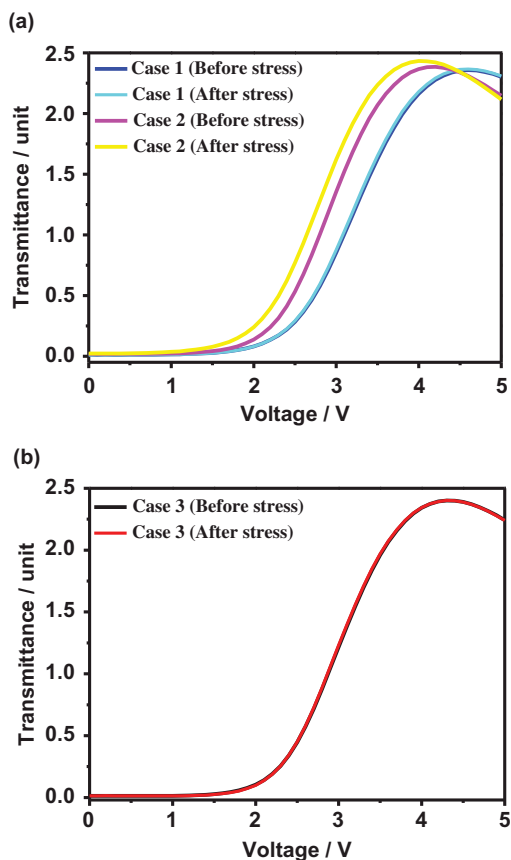 (a)
2.5
2.0
1.5
1.0
0.5
0.0
Transmittance / unit
Case 1 (Before stress)
Case 1 (After stress)
Case 2 (Before stress)
Case 2 (After stress)
0 1 2 3 4 5
Voltage / V
(b)
2.5
2.0
1.5
1.0
0.5
0.0
Transmittance / unit
Case 3 (Before stress)
Case 3 (After stress)
0 1 2 3 4 5
Voltage / V